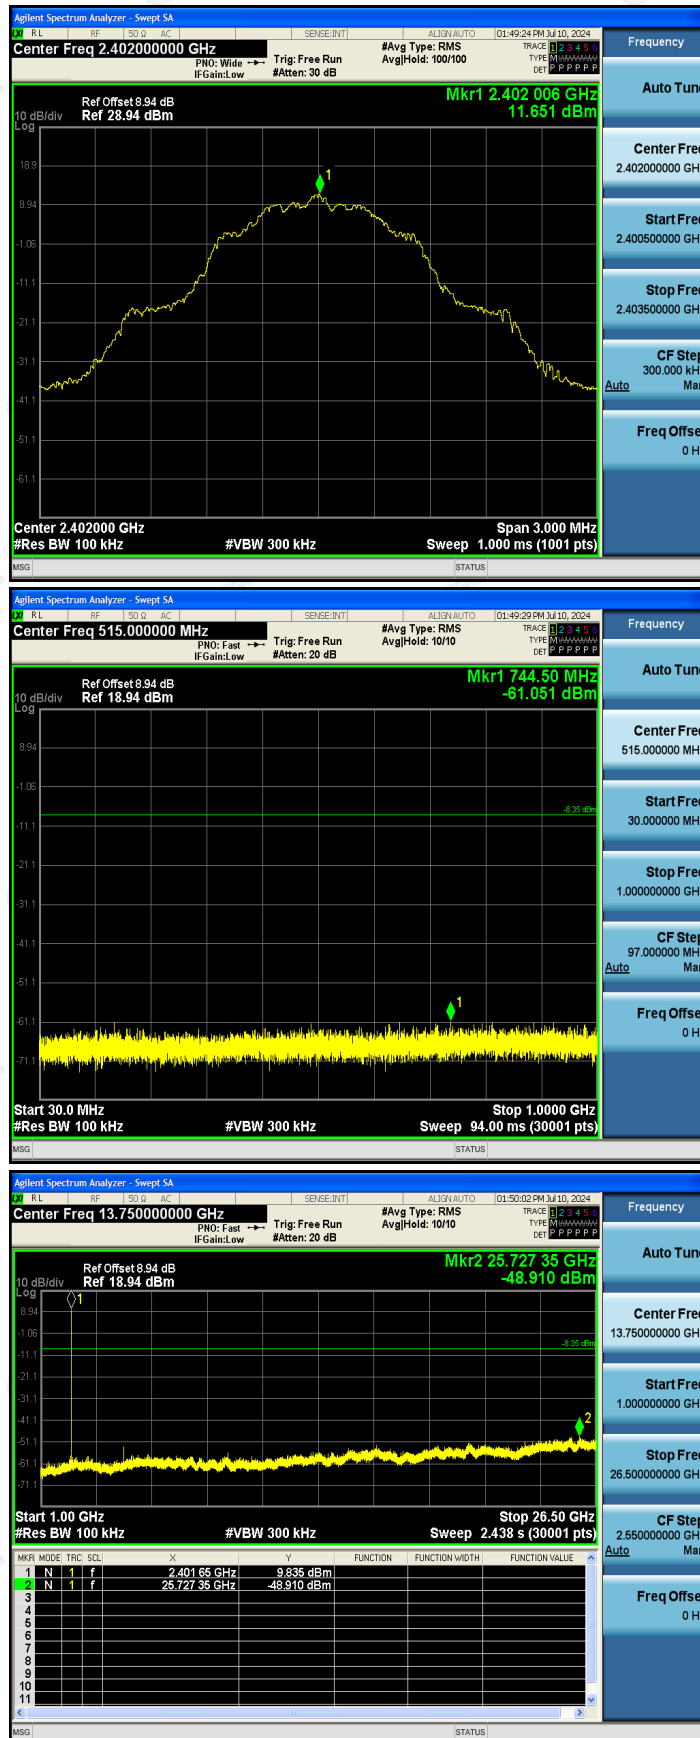 Agilent Spectrum Analyzer - Swept SA
LXI RL RF 50 Ω AC SENSE:INT ALIGN AUTO 01:49:24 PM Jul 10, 2024
Center Freq 2.402000000 GHz #Avg Type: RMS TRACE 1 2 3 4 5 6
PNO: Wide Trig: Free Run Avg|Hold: 100/100 TYPE M
IFGain:Low #Atten: 30 dB DET P P P P P P
Frequency
Auto Tun
Mkr1 2.402 006 GHz
11.651 dBm
Ref Offset 8.94 dB
10 dB/div Ref 28.94 dBm
Log
1
18.9
8.94
-1.06
-11.1
-21.1
-31.1
-41.1
-51.1
-61.1
Center 2.402000 GHz Span 3.000 MHz
#Res BW 100 kHz #VBW 300 kHz Sweep 1.000 ms (1001 pts)
MSG STATUS
Center Fre
2.402000000 GH
Start Fre
2.400500000 GH
Stop Fre
2.403500000 GH
CF Step
300.000 kH
Auto Ma
Freq Offse
0 H
Agilent Spectrum Analyzer - Swept SA
LXI RL RF 50 Ω AC SENSE:INT ALIGN AUTO 01:49:29 PM Jul 10, 2024
Center Freq 515.000000 MHz #Avg Type: RMS TRACE 1 2 3 4 5 6
PNO: Fast Trig: Free Run Avg|Hold: 10/10 TYPE M
IFGain:Low #Atten: 20 dB DET P P P P P P
Frequency
Auto Tun
Mkr1 744.50 MHz
-61.051 dBm
Ref Offset 8.94 dB
10 dB/div Ref 18.94 dBm
Log
8.94
-1.06
-8.35 dBm
-11.1
-21.1
-31.1
-41.1
-51.1
1
-61.1
-71.1
Start 30.0 MHz Stop 1.0000 GHz
#Res BW 100 kHz #VBW 300 kHz Sweep 94.00 ms (30001 pts)
MSG STATUS
Center Fre
515.000000 MH
Start Fre
30.000000 MH
Stop Fre
1.000000000 GH
CF Step
97.000000 MH
Auto Ma
Freq Offse
0 H
Agilent Spectrum Analyzer - Swept SA
LXI RL RF 50 Ω AC SENSE:INT ALIGN AUTO 01:50:02 PM Jul 10, 2024
Center Freq 13.750000000 GHz #Avg Type: RMS TRACE 1 2 3 4 5 6
PNO: Fast Trig: Free Run Avg|Hold: 10/10 TYPE M
IFGain:Low #Atten: 20 dB DET P P P P P P
Frequency
Auto Tun
Mkr2 25.727 35 GHz
-48.910 dBm
Ref Offset 8.94 dB
10 dB/div Ref 18.94 dBm
Log
1
8.94
-1.06
-8.35 dBm
-11.1
-21.1
-31.1
-41.1
2
-51.1
-61.1
-71.1
Start 1.00 GHz Stop 26.50 GHz
#Res BW 100 kHz #VBW 300 kHz Sweep 2.438 s (30001 pts)
MKR MODE TRC SCL X Y FUNCTION FUNCTION WIDTH FUNCTION VALUE
1 N 1 f 2.401 65 GHz 9.835 dBm
2 N 1 f 25.727 35 GHz -48.910 dBm
3
4
5
6
7
8
9
10
11
MSG STATUS
Center Fre
13.750000000 GH
Start Fre
1.000000000 GH
Stop Fre
26.500000000 GH
CF Step
2.550000000 GH
Auto Ma
Freq Offse
0 H